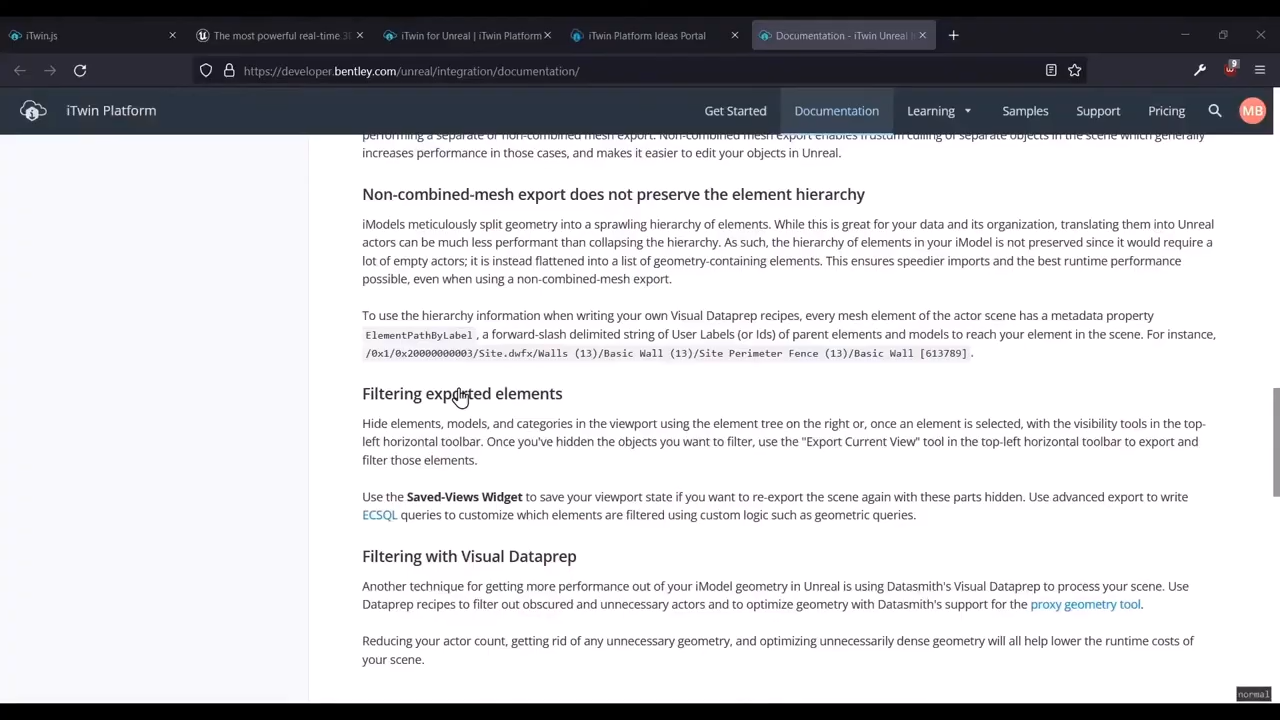 iTwin.js
The most powerful real-time 3D
iTwin for Unreal | iTwin Platform
iTwin Platform Ideas Portal
Documentation - iTwin Unreal
https://developer.bentley.com/unreal/integration/documentation/
9
iTwin Platform
Get Started
Documentation
Learning
Samples
Support
Pricing
MB
performing a separate or non-combined mesh export. Non-combined mesh export enables frustum culling of separate objects in the scene which generally
increases performance in those cases, and makes it easier to edit your objects in Unreal.
Non-combined-mesh export does not preserve the element hierarchy
iModels meticulously split geometry into a sprawling hierarchy of elements. While this is great for your data and its organization, translating them into Unreal
actors can be much less performant than collapsing the hierarchy. As such, the hierarchy of elements in your iModel is not preserved since it would require a
lot of empty actors; it is instead flattened into a list of geometry-containing elements. This ensures speedier imports and the best runtime performance
possible, even when using a non-combined-mesh export.
To use the hierarchy information when writing your own Visual Dataprep recipes, every mesh element of the actor scene has a metadata property
ElementPathByLabel , a forward-slash delimited string of User Labels (or Ids) of parent elements and models to reach your element in the scene. For instance,
/0x1/0x20000000003/Site.dwfx/Walls (13)/Basic Wall (13)/Site Perimeter Fence (13)/Basic Wall [613789] .
Filtering exported elements
Hide elements, models, and categories in the viewport using the element tree on the right or, once an element is selected, with the visibility tools in the top-
left horizontal toolbar. Once you've hidden the objects you want to filter, use the "Export Current View" tool in the top-left horizontal toolbar to export and
filter those elements.
Use the Saved-Views Widget to save your viewport state if you want to re-export the scene again with these parts hidden. Use advanced export to write
ECSQL queries to customize which elements are filtered using custom logic such as geometric queries.
Filtering with Visual Dataprep
Another technique for getting more performance out of your iModel geometry in Unreal is using Datasmith's Visual Dataprep to process your scene. Use
Dataprep recipes to filter out obscured and unnecessary actors and to optimize geometry with Datasmith's support for the proxy geometry tool.
Reducing your actor count, getting rid of any unnecessary geometry, and optimizing unnecessarily dense geometry will all help lower the runtime costs of
your scene.
normal